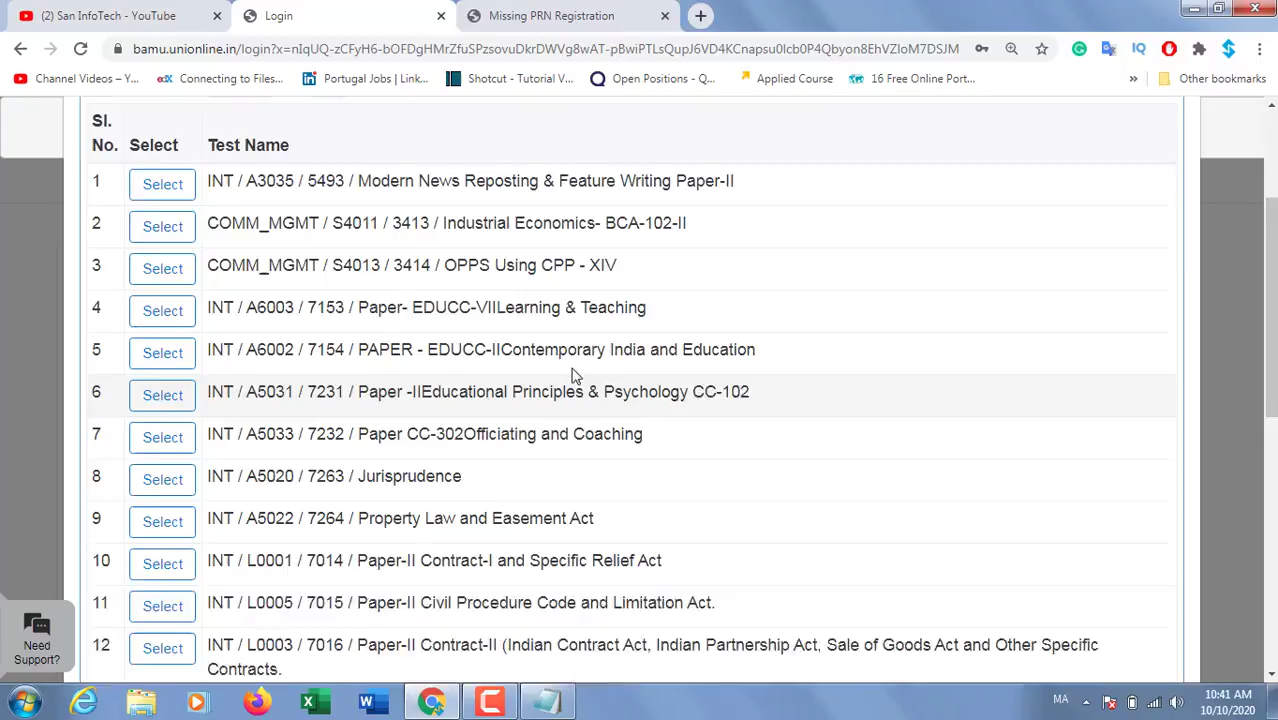 (2) San InfoTech - YouTube
Login
Missing PRN Registration
bamu.unionline.in/login?x=nIqUQ-zCFyH6-bOFDgHMrZfuSPzsovuDkrDWVg8wAT-pBwiPTLsQupJ6VD4KCnapsu0lcb0P4Qbyon8EhVZloM7DSJM
Channel Videos – Y...
Connecting to Files...
Portugal Jobs | Link...
Shotcut - Tutorial V...
Open Positions - Q...
Applied Course
16 Free Online Port...
»
Other bookmarks
Sl. No.
Select
Test Name
1 Select INT / A3035 / 5493 / Modern News Reposting & Feature Writing Paper-II
2 Select COMM_MGMT / S4011 / 3413 / Industrial Economics- BCA-102-II
3 Select COMM_MGMT / S4013 / 3414 / OPPS Using CPP - XIV
4 Select INT / A6003 / 7153 / Paper- EDUCC-VIILearning & Teaching
5 Select INT / A6002 / 7154 / PAPER - EDUCC-IIContemporary India and Education
6 Select INT / A5031 / 7231 / Paper -IIEducational Principles & Psychology CC-102
7 Select INT / A5033 / 7232 / Paper CC-302Officiating and Coaching
8 Select INT / A5020 / 7263 / Jurisprudence
9 Select INT / A5022 / 7264 / Property Law and Easement Act
10 Select INT / L0001 / 7014 / Paper-II Contract-I and Specific Relief Act
11 Select INT / L0005 / 7015 / Paper-II Civil Procedure Code and Limitation Act.
12 Select INT / L0003 / 7016 / Paper-II Contract-II (Indian Contract Act, Indian Partnership Act, Sale of Goods Act and Other Specific
Contracts.
Need
Support?
MA
10:41 AM
10/10/2020